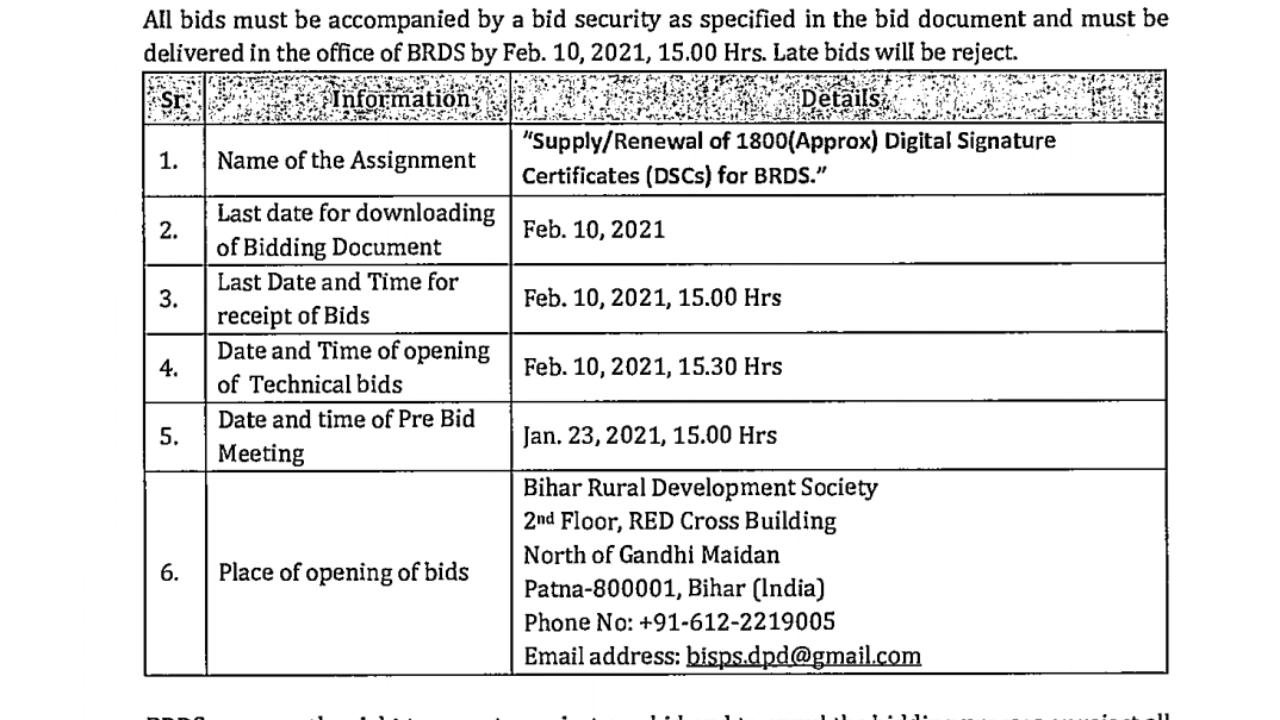 All bids must be accompanied by a bid security as specified in the bid document and must be
delivered in the office of BRDS by Feb. 10, 2021, 15.00 Hrs. Late bids will be reject.
Sr. Information Details
1. Name of the Assignment "Supply/Renewal of 1800(Approx) Digital Signature
Certificates (DSCs) for BRDS."
2. Last date for downloading
of Bidding Document Feb. 10, 2021
3. Last Date and Time for
receipt of Bids Feb. 10, 2021, 15.00 Hrs
4. Date and Time of opening
of Technical bids Feb. 10, 2021, 15.30 Hrs
5. Date and time of Pre Bid
Meeting Jan. 23, 2021, 15.00 Hrs
6. Place of opening of bids
Bihar Rural Development Society
2nd Floor, RED Cross Building
North of Gandhi Maidan
Patna-800001, Bihar (India)
Phone No: +91-612-2219005
Email address: bisps.dpd@gmail.com